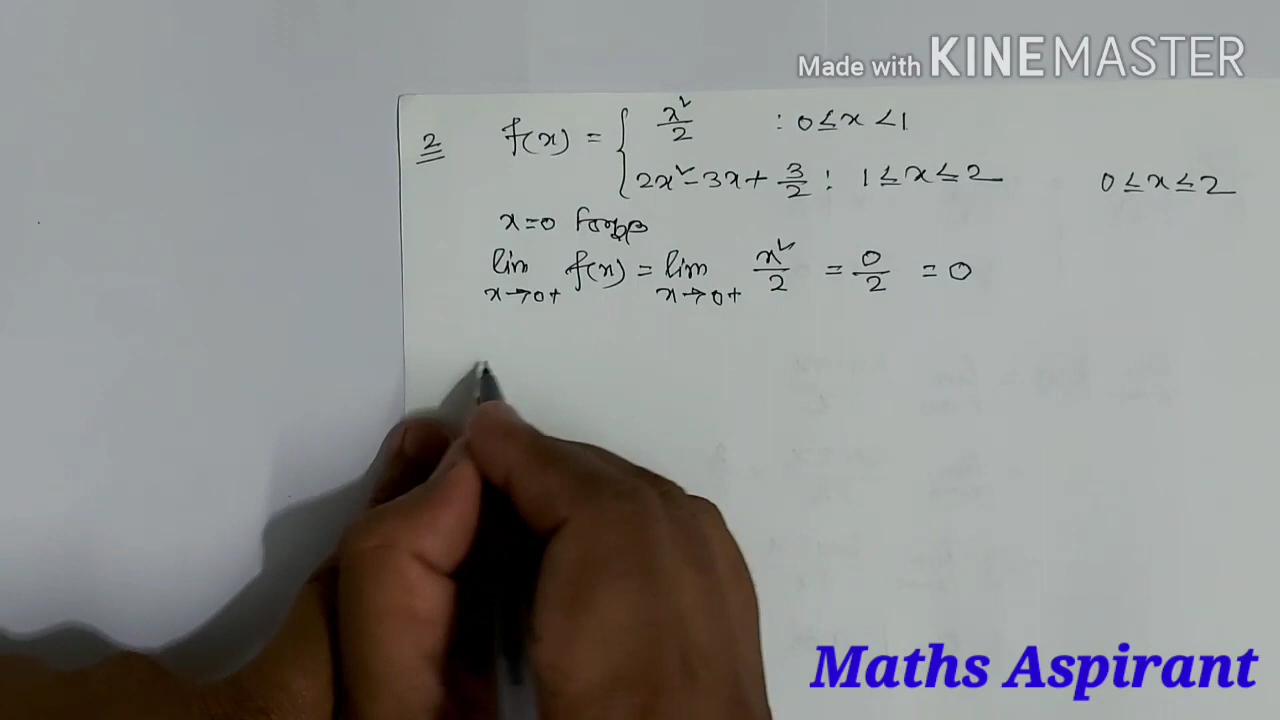 Made with KINEMASTER
2 f(x) = { x²/2 : 0 ≤ x < 1
2x² - 3x + 3/2 : 1 ≤ x ≤ 2 0 ≤ x ≤ 2
x = 0
lim x→0+ f(x) = lim x→0+ x²/2 = 0/2 = 0
Maths Aspirant